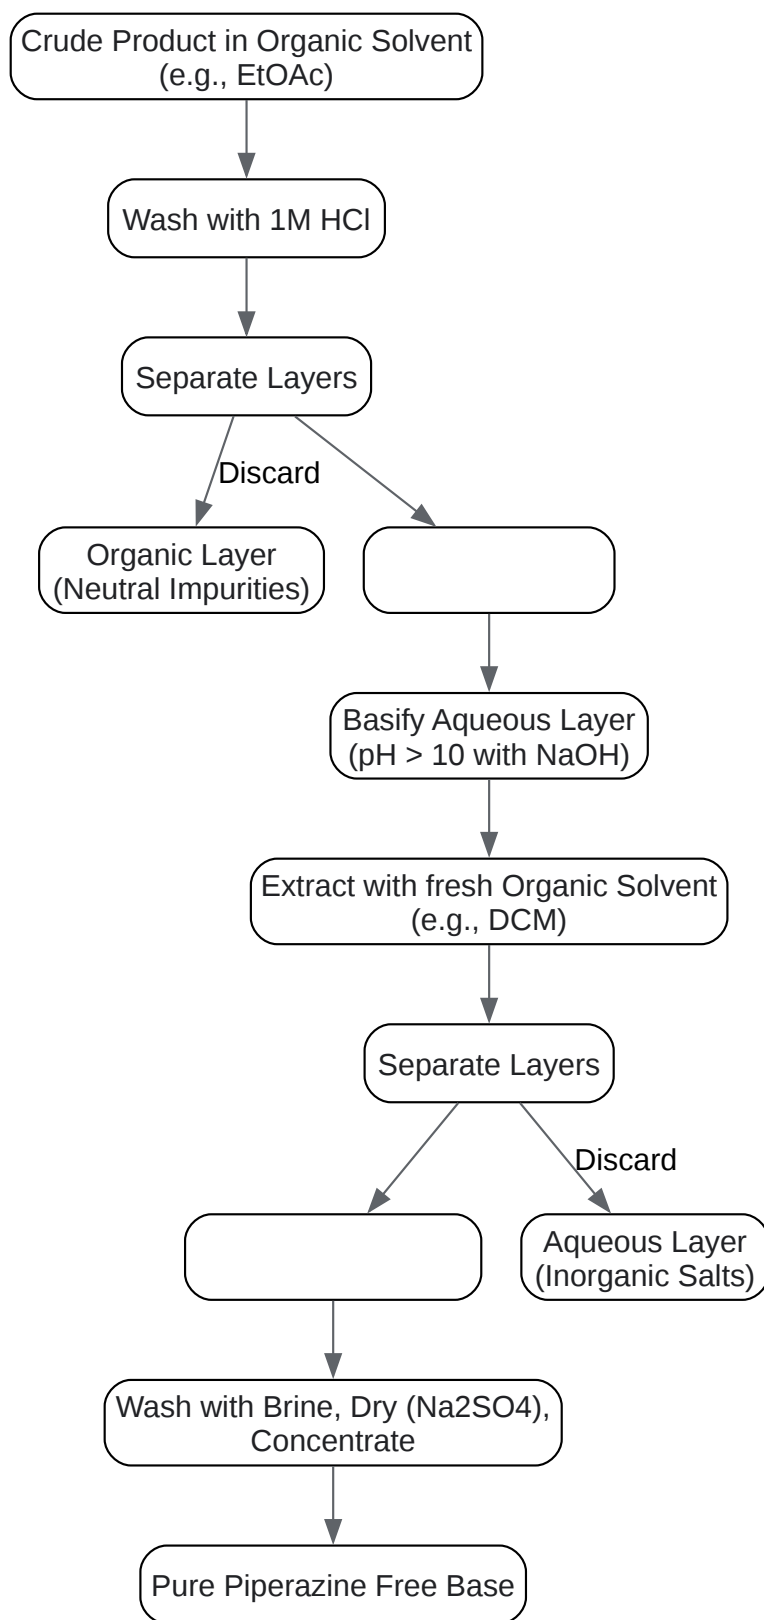 Crude Product in Organic Solvent
(e.g., EtOAc)
Wash with 1M HCl
Separate Layers
Discard
Organic Layer
(Neutral Impurities)
Basify Aqueous Layer
(pH > 10 with NaOH)
Extract with fresh Organic Solvent
(e.g., DCM)
Separate Layers
Discard
Aqueous Layer
(Inorganic Salts)
Wash with Brine, Dry (Na2SO4),
Concentrate
Pure Piperazine Free Base